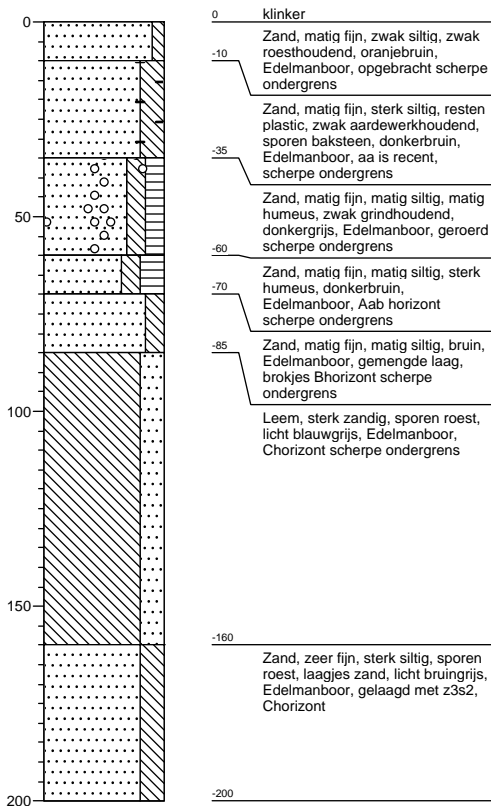 0
50
100
150
200
0
klinker
Zand, matig fijn, zwak siltig, zwak
roesthoudend, oranjebruin,
Edelmanboor, opgebracht scherpe
ondergrens
-10
Zand, matig fijn, sterk siltig, resten
plastic, zwak aardewerkhoudend,
sporen baksteen, donkerbruin,
Edelmanboor, aa is recent,
scherpe ondergrens
-35
Zand, matig fijn, matig siltig, matig
humeus, zwak grindhoudend,
donkergrijs, Edelmanboor, geroerd
scherpe ondergrens
-60
Zand, matig fijn, matig siltig, sterk
humeus, donkerbruin,
Edelmanboor, Aab horizont
scherpe ondergrens
-70
Zand, matig fijn, matig siltig, bruin,
Edelmanboor, gemengde laag,
brokjes Bhorizont scherpe
ondergrens
-85
Leem, sterk zandig, sporen roest,
licht blauwgrijs, Edelmanboor,
Chorizont scherpe ondergrens
-160
Zand, zeer fijn, sterk siltig, sporen
roest, laagjes zand, licht bruingrijs,
Edelmanboor, gelaagd met z3s2,
Chorizont
-200